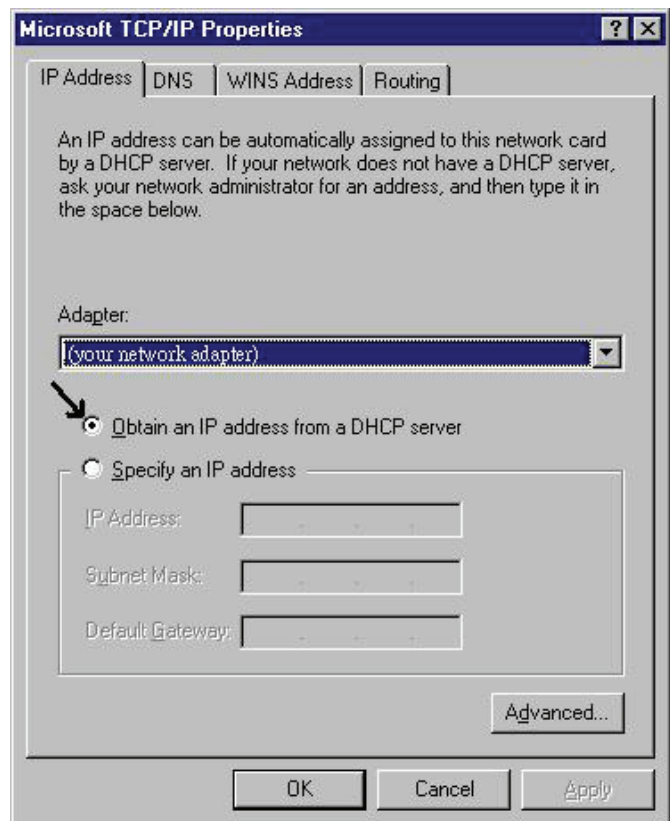 Microsoft TCP/IP Properties
IP Address DNS WINS Address Routing
An IP address can be automatically assigned to this network card
by a DHCP server. If your network does not have a DHCP server,
ask your network administrator for an address, and then type it in
the space below.
Adapter:
(your network adapter)
Obtain an IP address from a DHCP server
Specify an IP address
IP Address:
Subnet Mask:
Default Gateway:
Advanced...
OK Cancel Apply